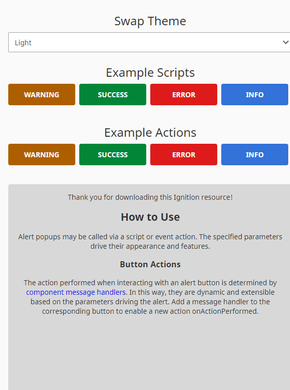 Swap Theme
Light
Example Scripts
WARNING SUCCESS ERROR INFO
Example Actions
WARNING SUCCESS ERROR INFO
Thank you for downloading this Ignition resource!
How to Use
Alert popups may be called via a script or event action. The specified parameters
drive their appearance and features.
Button Actions
The action performed when interacting with an alert button is determined by
component message handlers. In this way, they are dynamic and extensible
based on the parameters driving the alert. Add a message handler to the
corresponding button to enable a new action onActionPerformed.